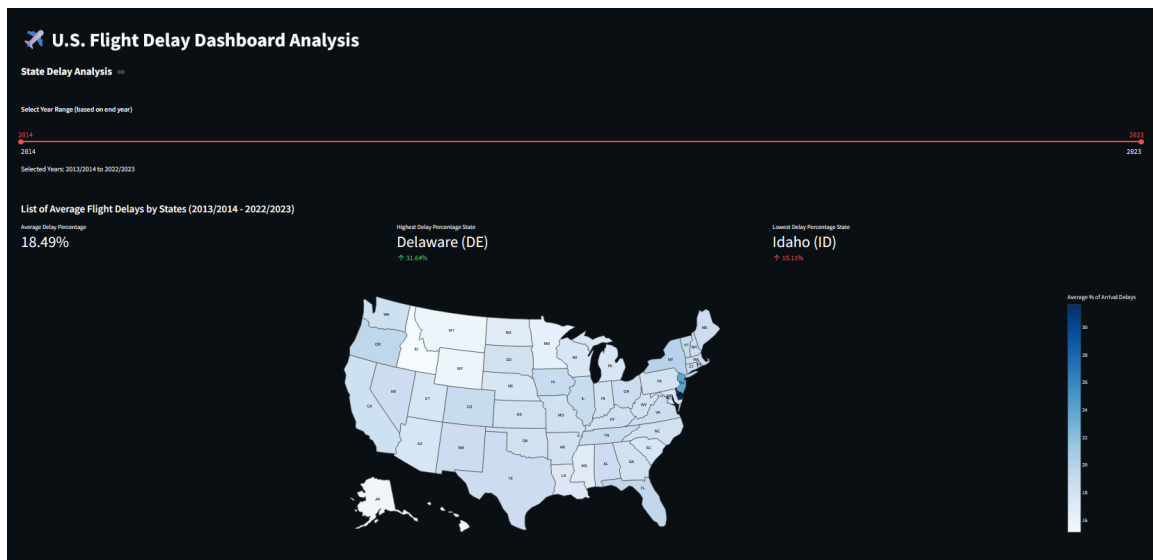 U.S. Flight Delay Dashboard Analysis
State Delay Analysis
Select Year Range (based on end year)
2014 2023
2014 2023
Selected Years: 2013/2014 to 2022/2023
List of Average Flight Delays by States (2013/2014 - 2022/2023)
Average Delay Percentage
18.49%
Highest Delay Percentage State
Delaware (DE)
↑ 31.64%
Lowest Delay Percentage State
Idaho (ID)
↑ 15.11%
Average % of Arrival Delays
30
28
26
24
22
20
18
16
WA
MT
ND
MN
ME
OR
ID
SD
WI
MI
VT
NH
NY
MA
WY
CT
IA
PA
NE
NV
UT
IL
IN
OH
CA
CO
WV
VA
KS
MO
KY
NC
TN
AZ
NM
OK
AR
SC
MS
AL
GA
TX
LA
FL
AK